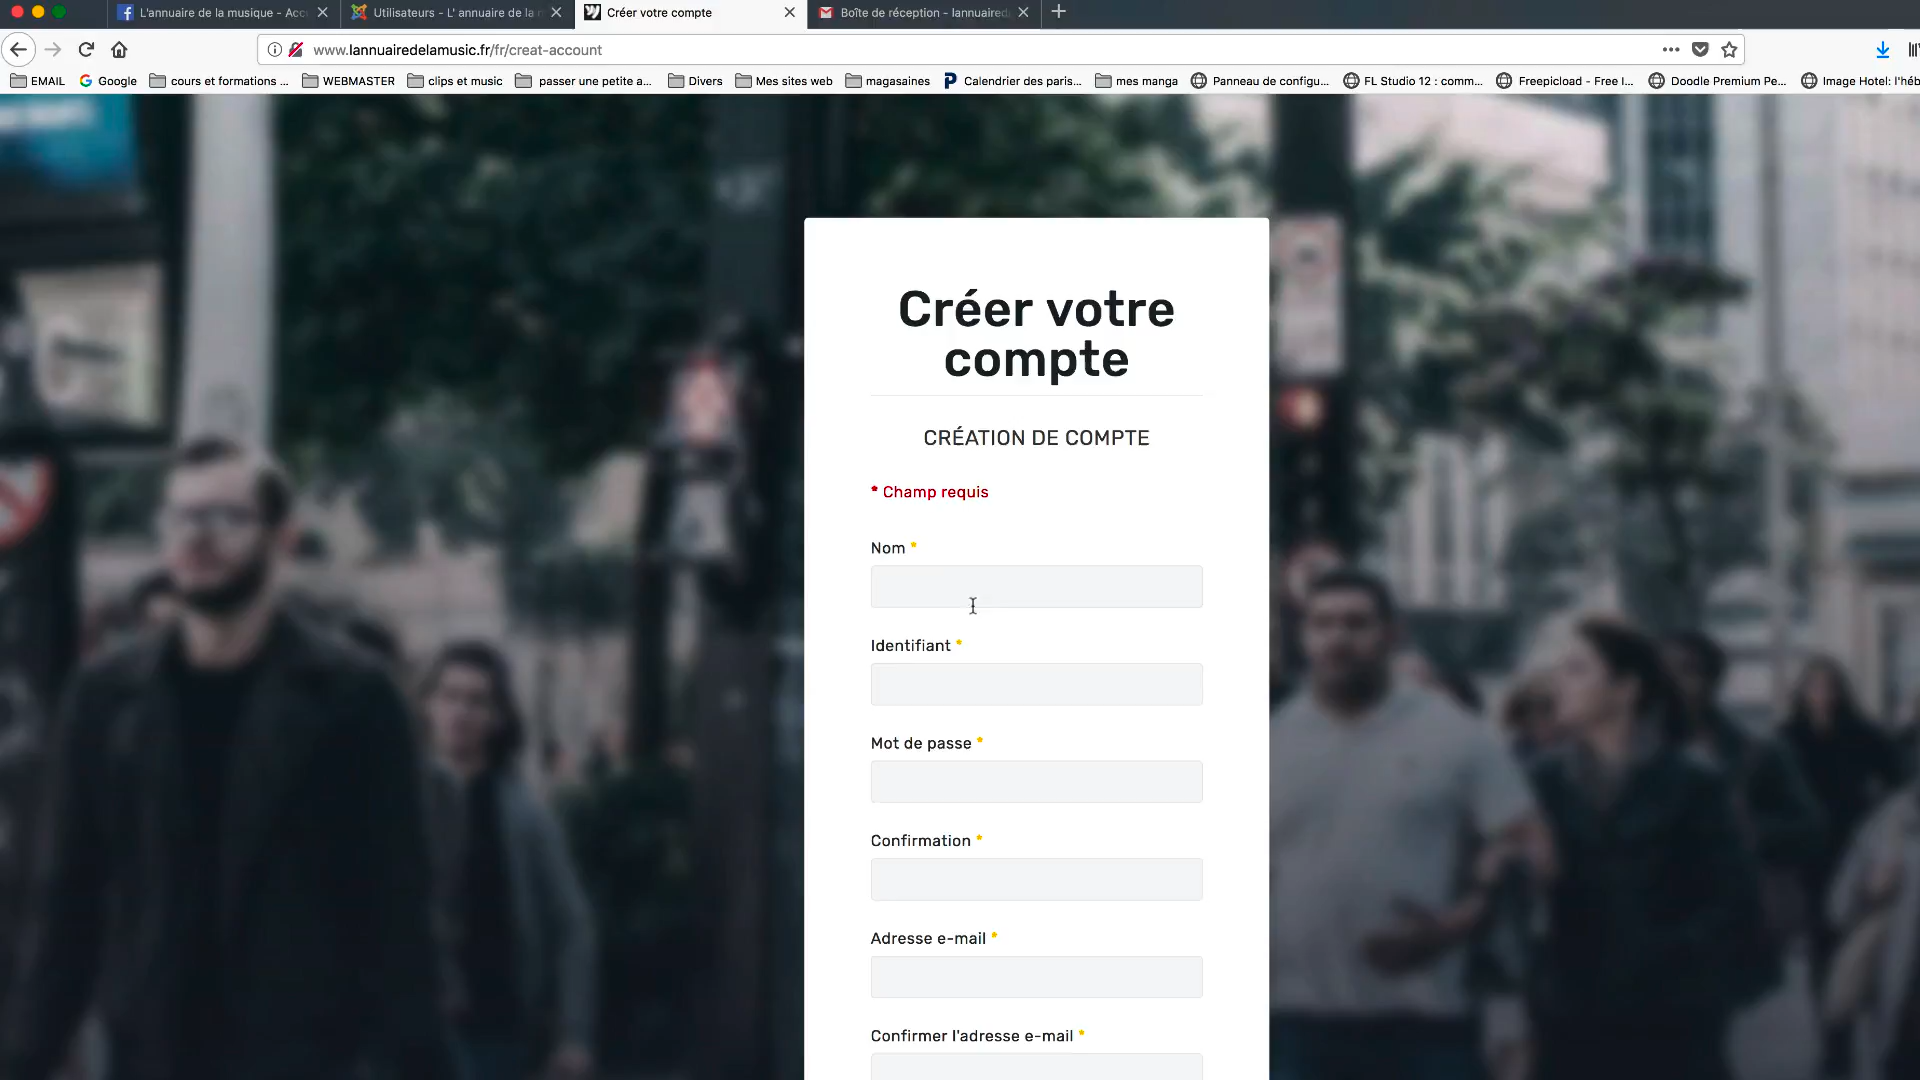 L'annuaire de la musique - Acc
Utilisateurs - L' annuaire de la m
Créer votre compte
Boîte de réception - lannuaired
www.lannuairedelamusic.fr/fr/creat-account
EMAIL
Google
cours et formations ...
WEBMASTER
clips et music
passer une petite a...
Divers
Mes sites web
magasaines
Calendrier des paris...
mes manga
Panneau de configu...
FL Studio 12 : comm...
Freepicload - Free I...
Doodle Premium Pe...
Image Hotel: l'héb
Créer votre
compte
CRÉATION DE COMPTE
* Champ requis
Nom *
Identifiant *
Mot de passe *
Confirmation *
Adresse e-mail *
Confirmer l'adresse e-mail *